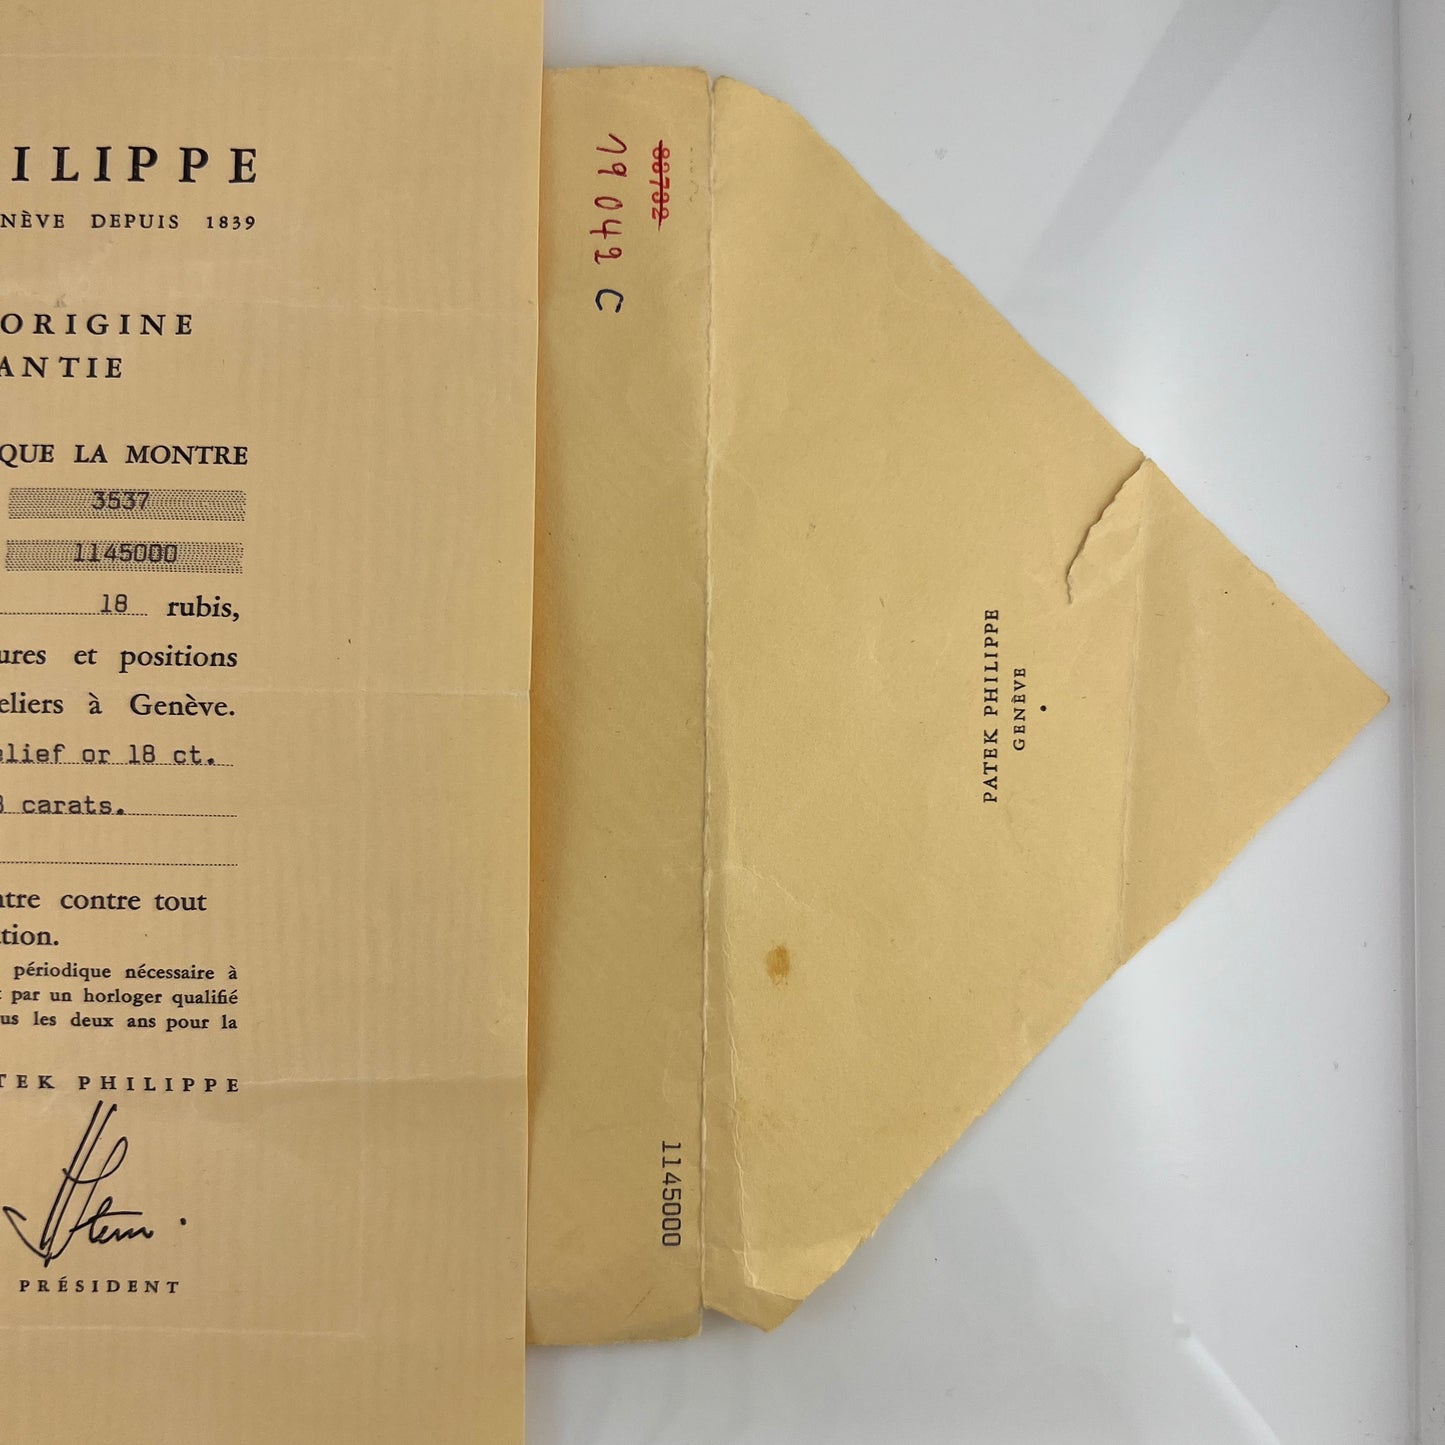 ILIPPE
NÈVE DEPUIS 1839
ORIGINE
ANTIE
QUE LA MONTRE
3537
1145000
18 rubis,
ures et positions
eliers à Genève.
elief or 18 ct.
carats.
tre contre tout
tion.
périodique nécessaire à
par un horloger qualifié
us les deux ans pour la
TEK PHILIPPE
PRÉSIDENT
19042 C
1145000
PATEK PHILIPPE
GENÈVE